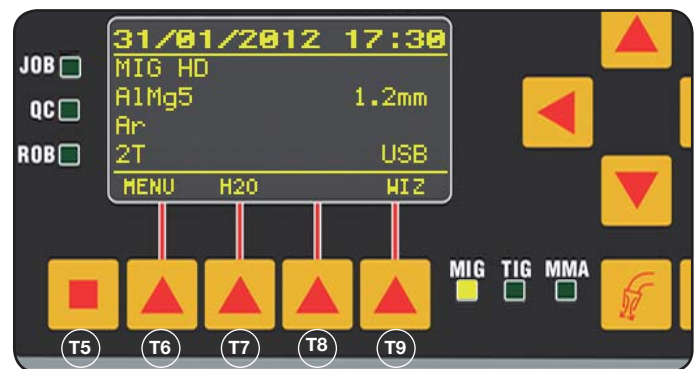 31/01/2012 17:30
JOB
MIG HD
AlMg5 1.2mm
QC
Ar
ROB
2T USB
MENU H2O WIZ
MIG TIG MMA
T5 T6 T7 T8 T9